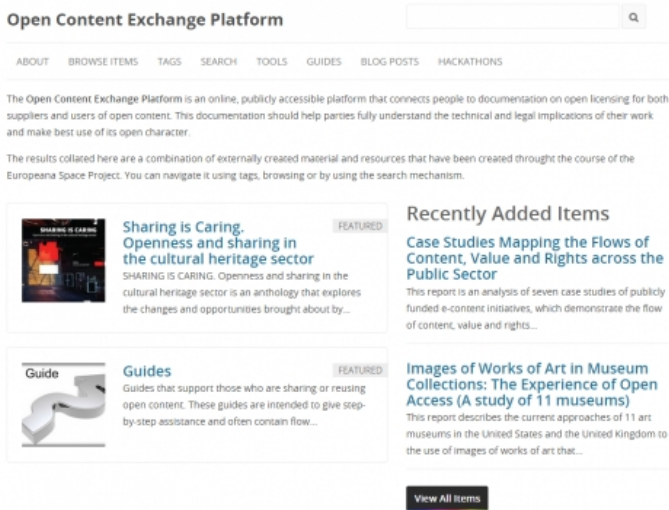 Open Content Exchange Platform
ABOUT BROWSE ITEMS TAGS SEARCH TOOLS GUIDES BLOG POSTS HACKATHONS
The Open Content Exchange Platform is an online, publicly accessible platform that connects people to documentation on open licensing for both
suppliers and users of open content. This documentation should help parties fully understand the technical and legal implications of their work
and make best use of its open character.
The results collated here are a combination of externally created material and resources that have been created throught the course of the
Europeana Space Project. You can navigate it using tags, browsing or by using the search mechanism.
SHARING IS CARING
Sharing is Caring.
Openness and sharing in
the cultural heritage sector
FEATURED
SHARING IS CARING. Openness and sharing in the
cultural heritage sector is an anthology that explores
the changes and opportunities brought about by...
Guide
Guides
FEATURED
Guides that support those who are sharing or reusing
open content. These guides are intended to give step-
by-step assistance and often contain flow...
Recently Added Items
Case Studies Mapping the Flows of
Content, Value and Rights across the
Public Sector
This report is an analysis of seven case studies of publicly
funded e-content initiatives, which demonstrate the flow
of content, value and rights...
Images of Works of Art in Museum
Collections: The Experience of Open
Access (A study of 11 museums)
This report describes the current approaches of 11 art
museums in the United States and the United Kingdom to
the use of images of works of art that...
View All Items